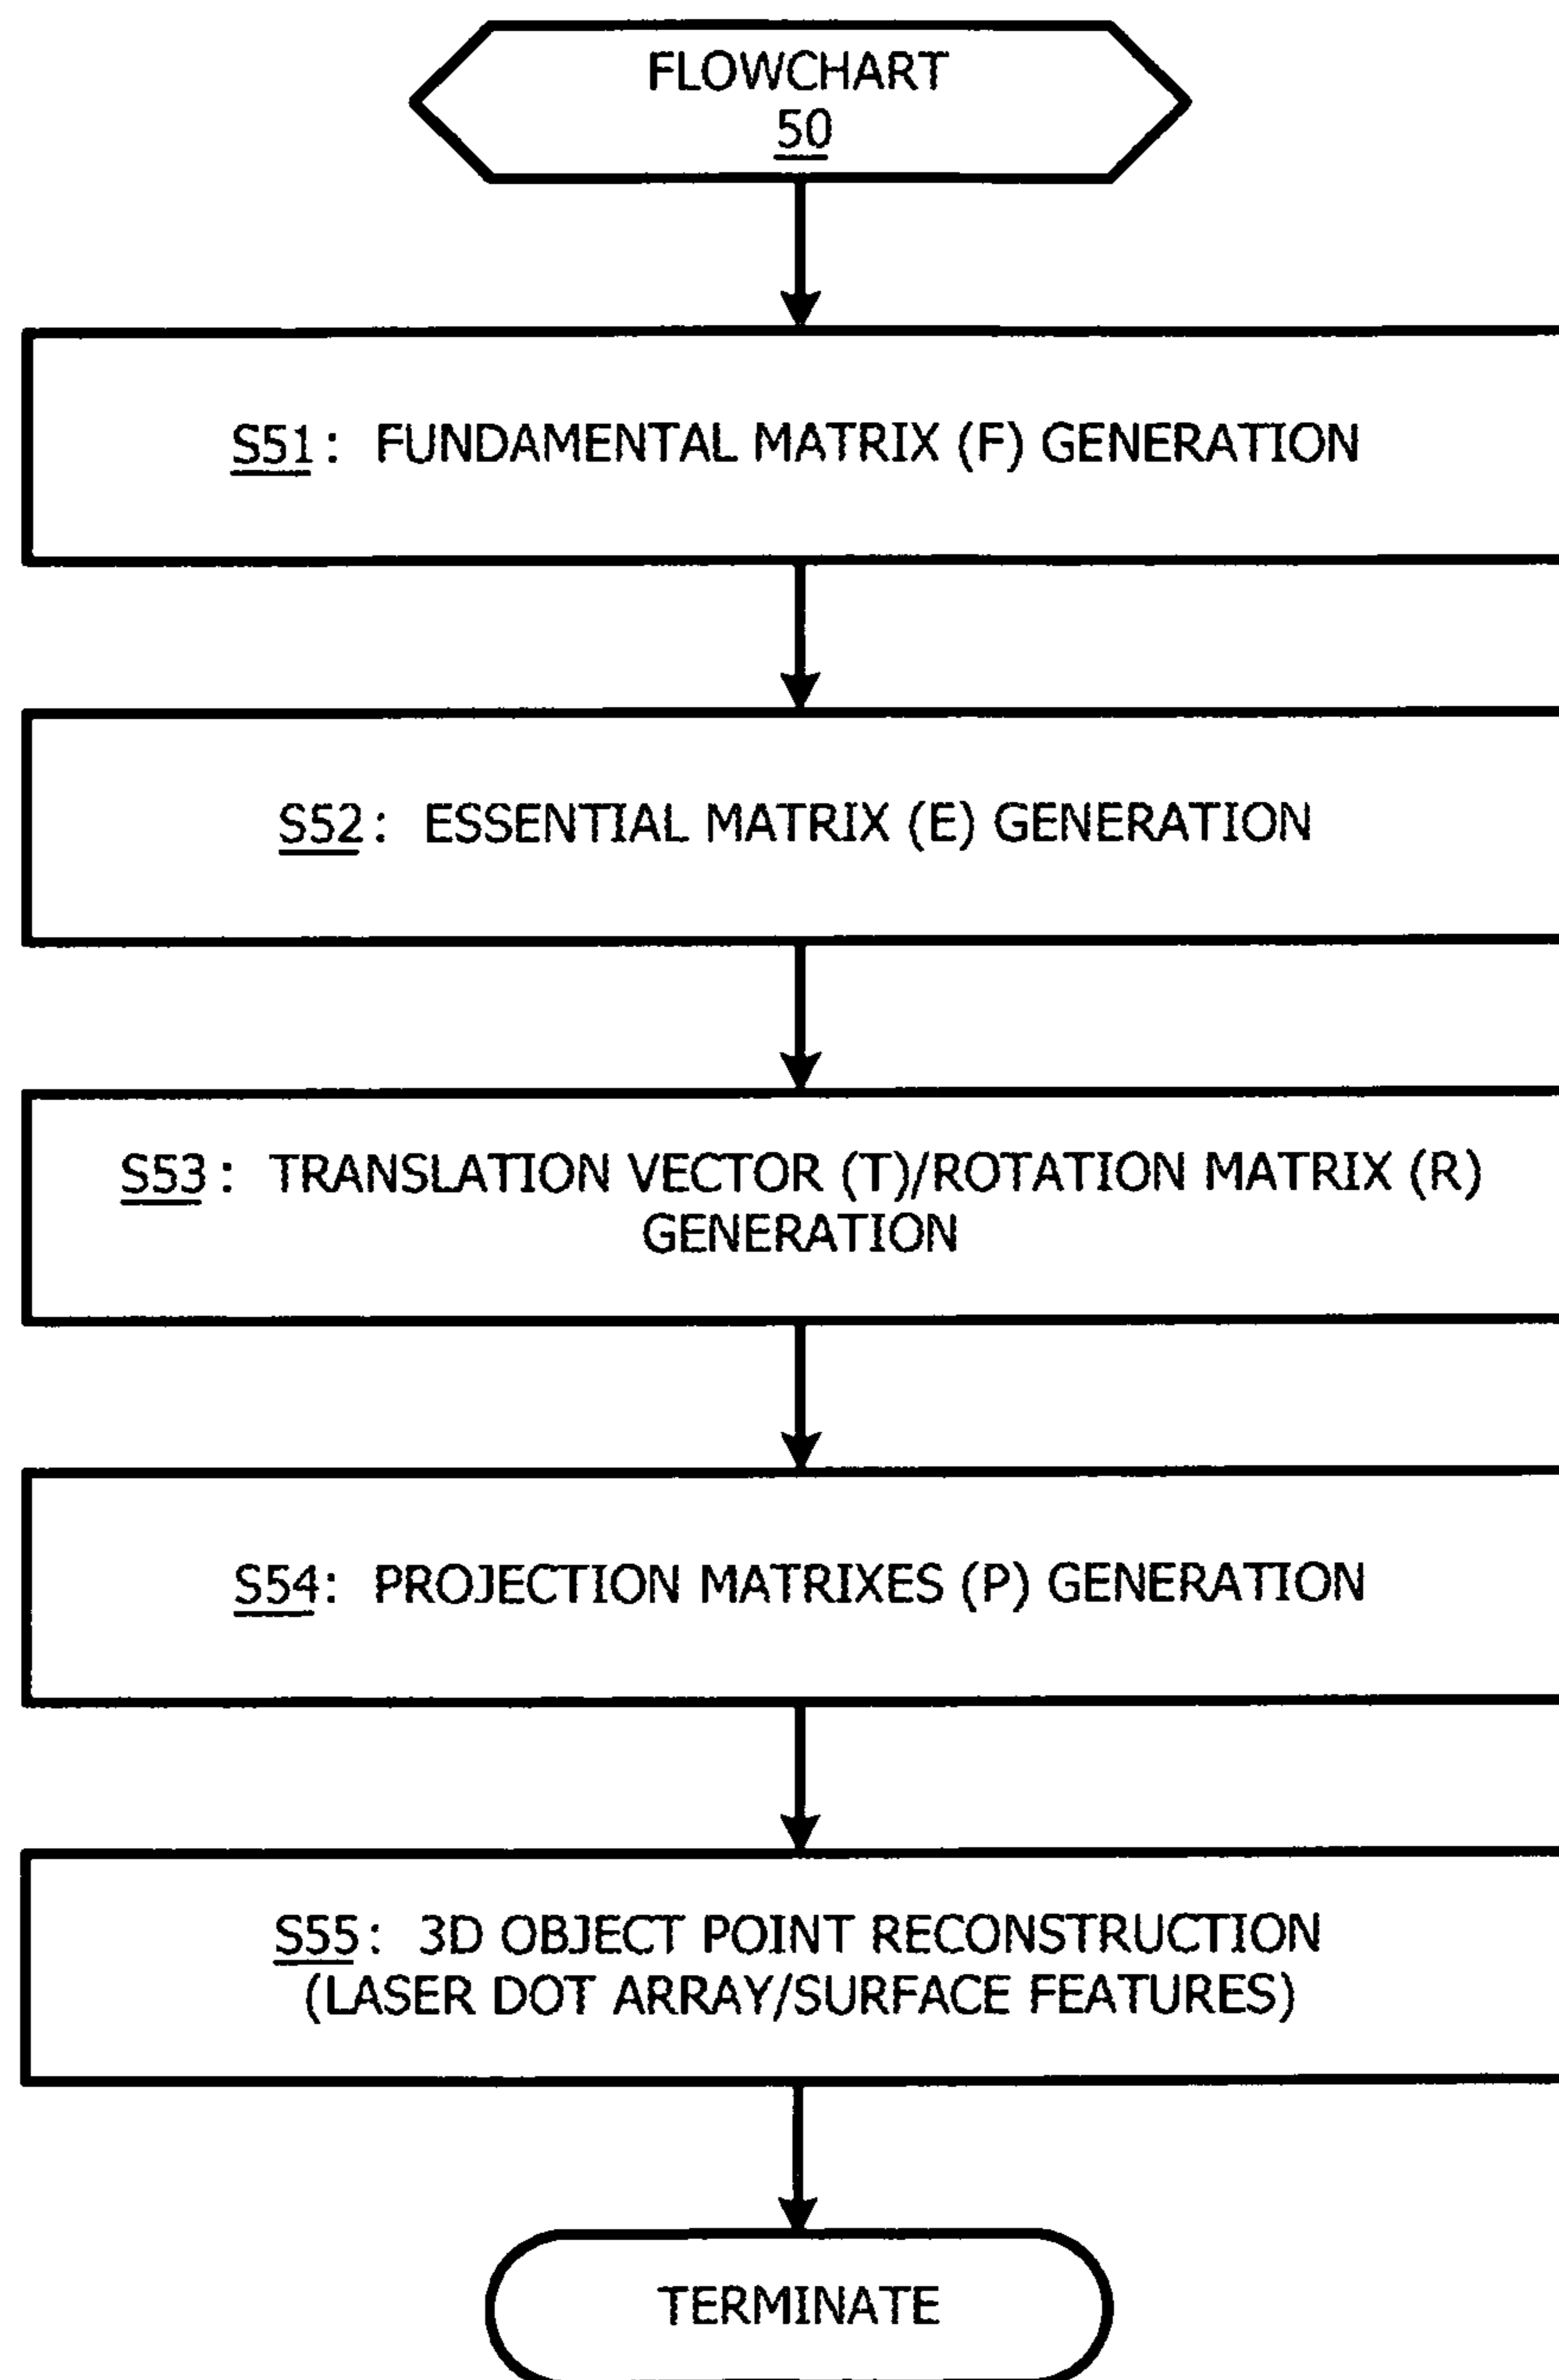 FLOWCHART
50
S51: FUNDAMENTAL MATRIX (F) GENERATION
S52: ESSENTIAL MATRIX (E) GENERATION
S53: TRANSLATION VECTOR (T)/ROTATION MATRIX (R)
GENERATION
S54: PROJECTION MATRIXES (P) GENERATION
S55: 3D OBJECT POINT RECONSTRUCTION
(LASER DOT ARRAY/SURFACE FEATURES)
TERMINATE